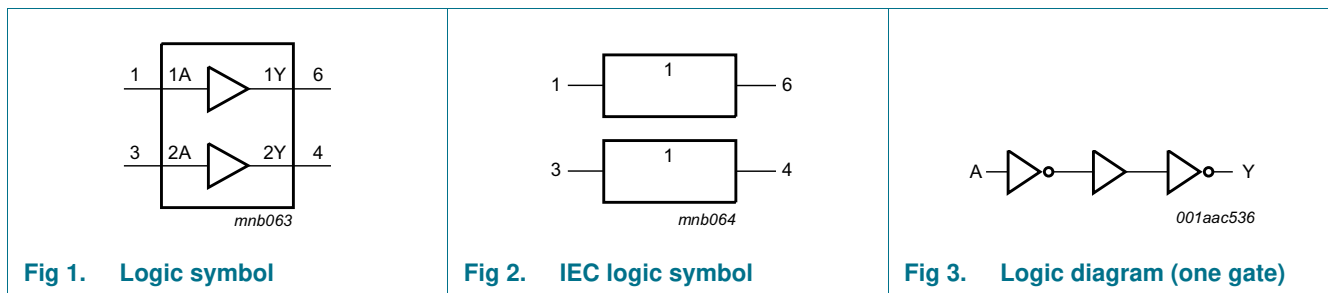 1 1A 1Y 6
3 2A 2Y 4
mnb063
Fig 1. Logic symbol
1 1 6
3 1 4
mnb064
Fig 2. IEC logic symbol
A Y
001aac536
Fig 3. Logic diagram (one gate)